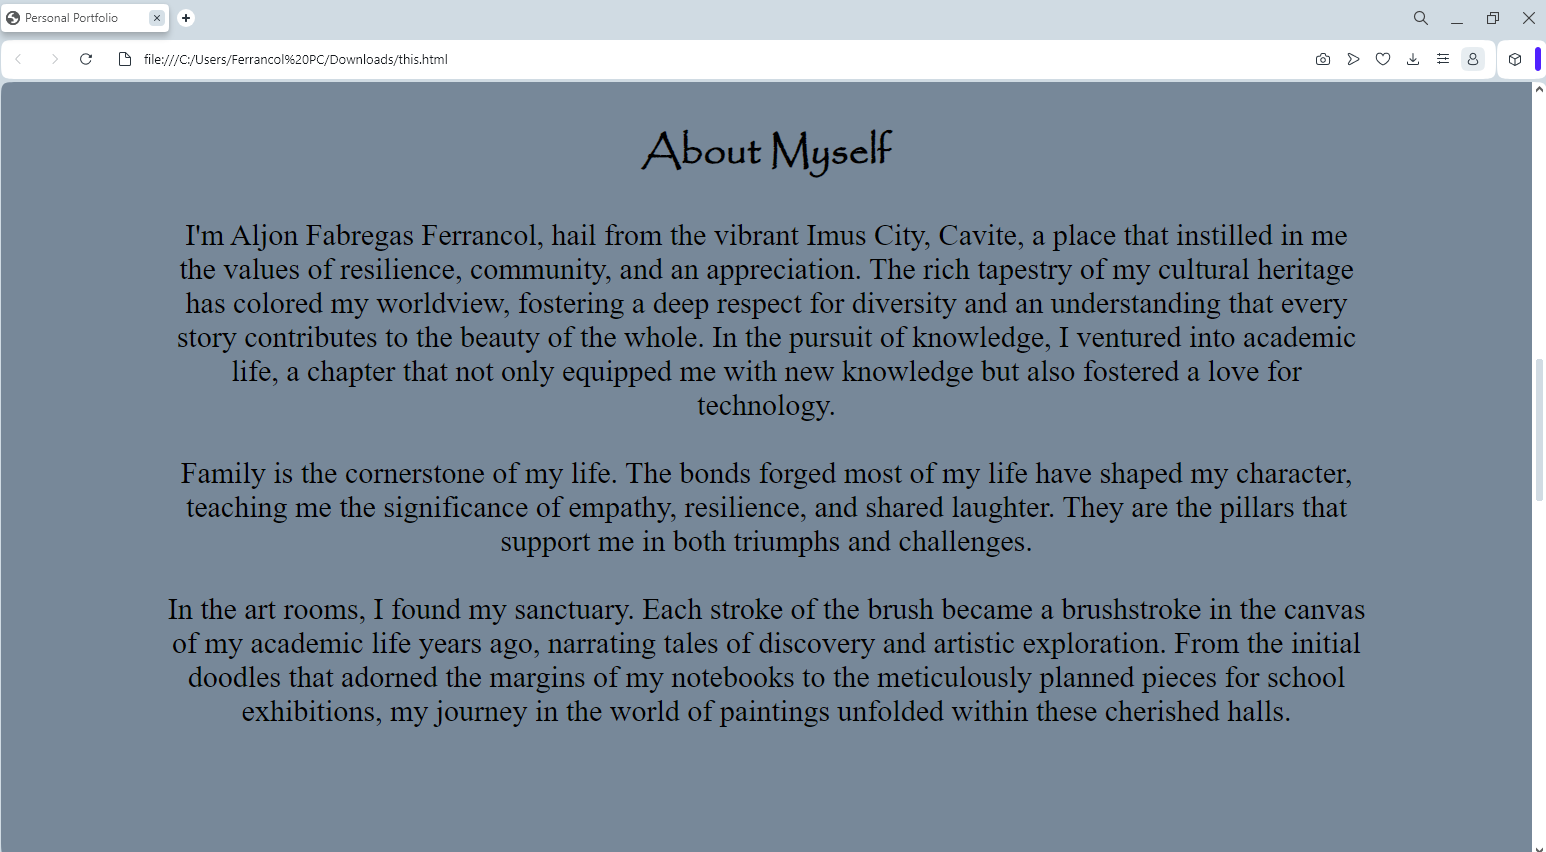 Personal Portfolio
file:///C:/Users/Ferrancol%20PC/Downloads/this.html
About Myself
I'm Aljon Fabregas Ferrancol, hail from the vibrant Imus City, Cavite, a place that instilled in me
the values of resilience, community, and an appreciation. The rich tapestry of my cultural heritage
has colored my worldview, fostering a deep respect for diversity and an understanding that every
story contributes to the beauty of the whole. In the pursuit of knowledge, I ventured into academic
life, a chapter that not only equipped me with new knowledge but also fostered a love for
technology.
Family is the cornerstone of my life. The bonds forged most of my life have shaped my character,
teaching me the significance of empathy, resilience, and shared laughter. They are the pillars that
support me in both triumphs and challenges.
In the art rooms, I found my sanctuary. Each stroke of the brush became a brushstroke in the canvas
of my academic life years ago, narrating tales of discovery and artistic exploration. From the initial
doodles that adorned the margins of my notebooks to the meticulously planned pieces for school
exhibitions, my journey in the world of paintings unfolded within these cherished halls.